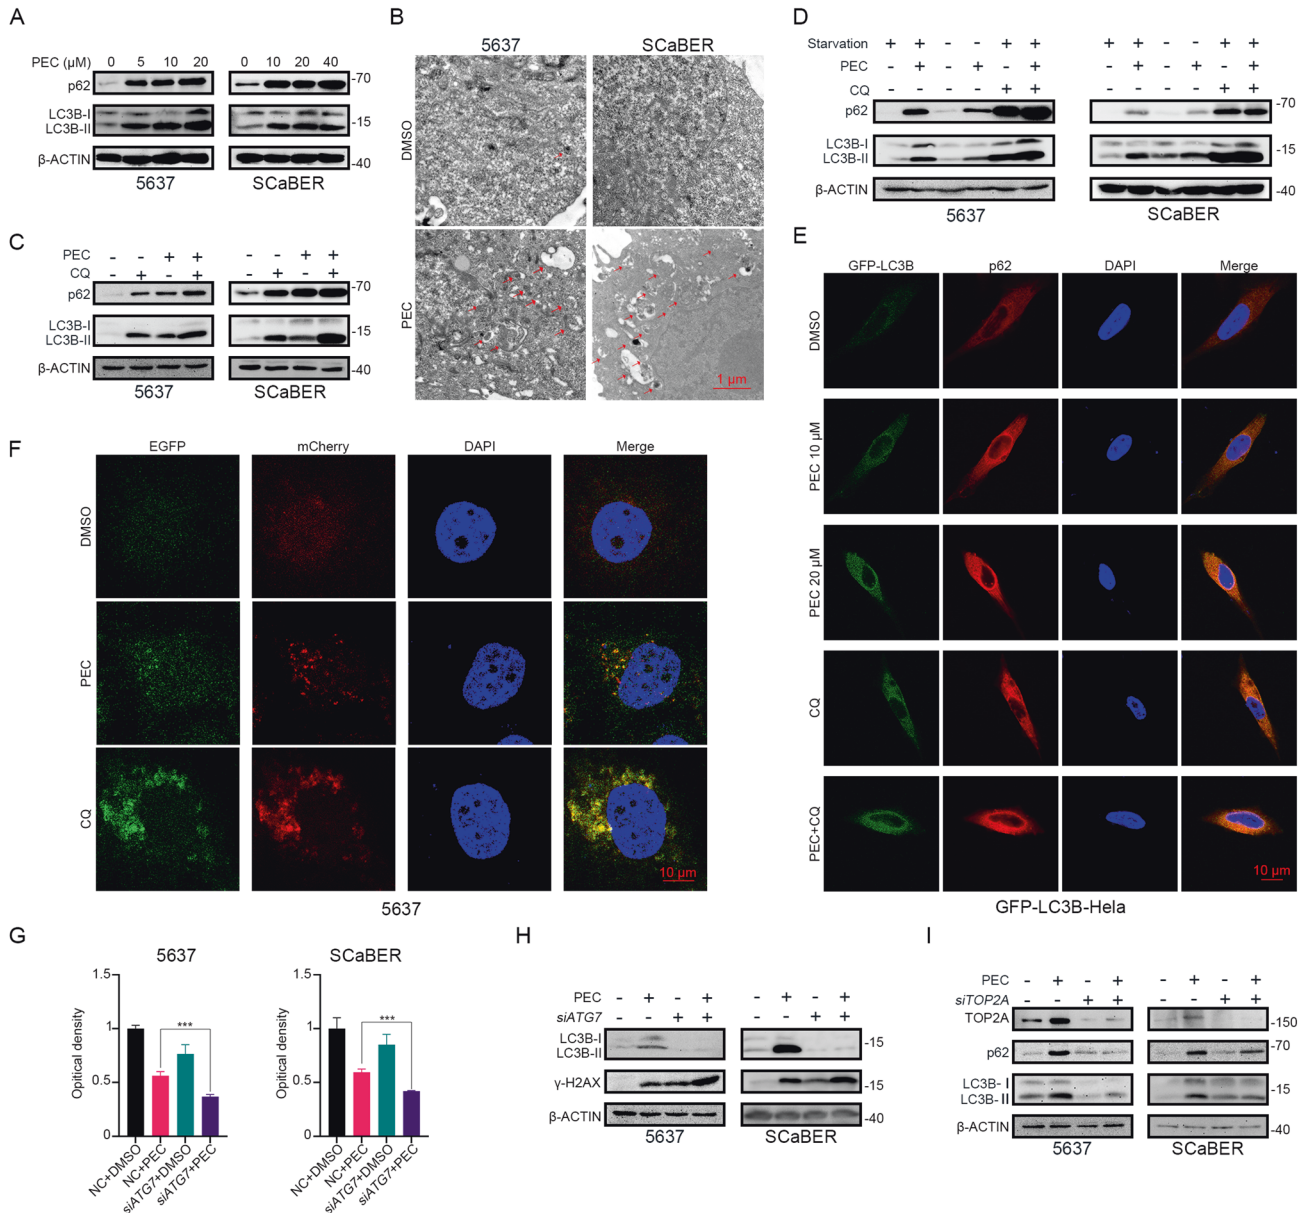 A
PEC (μM) 0 5 10 20 0 10 20 40
p62
-70
LC3B-I
LC3B-II
-15
β-ACTIN
-40
5637 SCaBER
B
5637 SCaBER
DMSO
PEC
1 μm
C
PEC - - + + - - + +
CQ - + - + - + - +
p62
-70
LC3B-I
LC3B-II
-15
β-ACTIN
-40
5637 SCaBER
D
Starvation + + - - + + + + - - + +
PEC - + - + - + - + - + - +
CQ + + + +
p62
-70
LC3B-I
LC3B-II
-15
β-ACTIN
-40
5637 SCaBER
E
GFP-LC3B p62 DAPI Merge
DMSO
PEC 10 μM
PEC 20 μM
CQ
PEC+CQ
10 μm
GFP-LC3B-Hela
F
EGFP mCherry DAPI Merge
DMSO
PEC
CQ
10 μm
5637
G
5637
Opitical density
1.5
1
0.5
0
***
NC+DMSO
NC+PEC
siATG7+DMSO
siATG7+PEC
SCaBER
Opitical density
1.5
1
0.5
0
***
NC+DMSO
NC+PEC
siATG7+DMSO
siATG7+PEC
H
PEC - + - + - + - +
siATG7 - - + + - - + +
LC3B-I
LC3B-II
-15
γ-H2AX
-15
β-ACTIN
-40
5637 SCaBER
I
PEC - + - + - + - +
siTOP2A - - + + - - + +
TOP2A
-150
p62
-70
LC3B- I
LC3B- II
-15
β-ACTIN
-40
5637 SCaBER